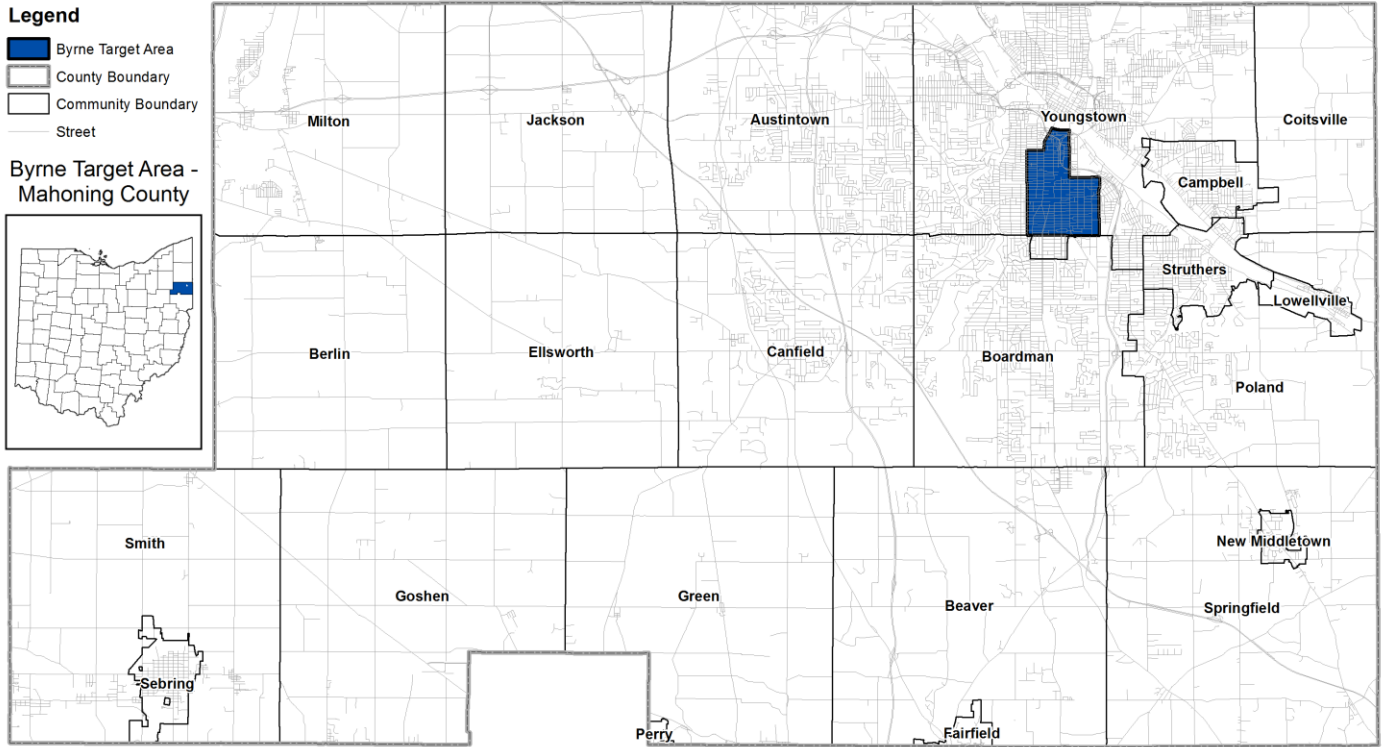 Legend
Byrne Target Area
County Boundary
Community Boundary
Street
Byrne Target Area -
Mahoning County
Milton
Jackson
Austintown
Youngstown
Coitsville
Campbell
Struthers
Lowellville
Berlin
Ellsworth
Canfield
Boardman
Poland
Smith
New Middletown
Goshen
Green
Beaver
Springfield
Sebring
Perry
Fairfield